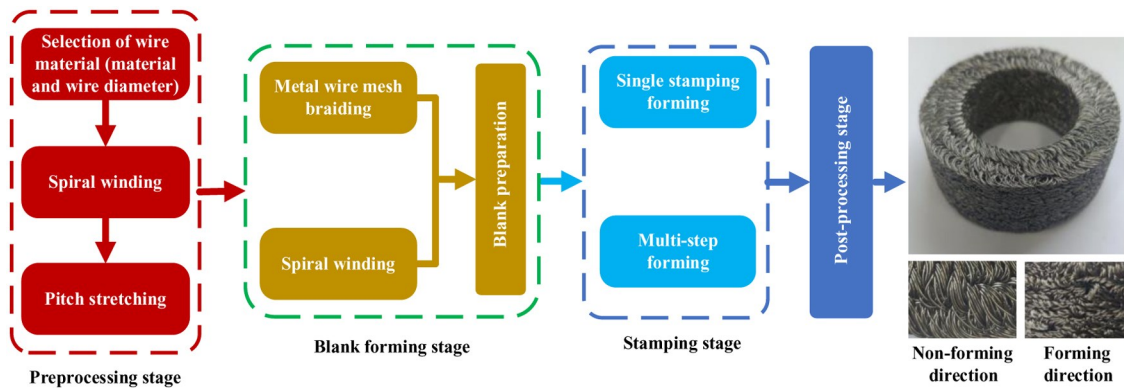 Selection of wire
material (material
and wire diameter)
Spiral winding
Pitch stretching
Preprocessing stage
Metal wire mesh
braiding
Spiral winding
Blank preparation
Blank forming stage
Single stamping
forming
Multi-step
forming
Stamping stage
Post-processing stage
Non-forming
direction
Forming
direction